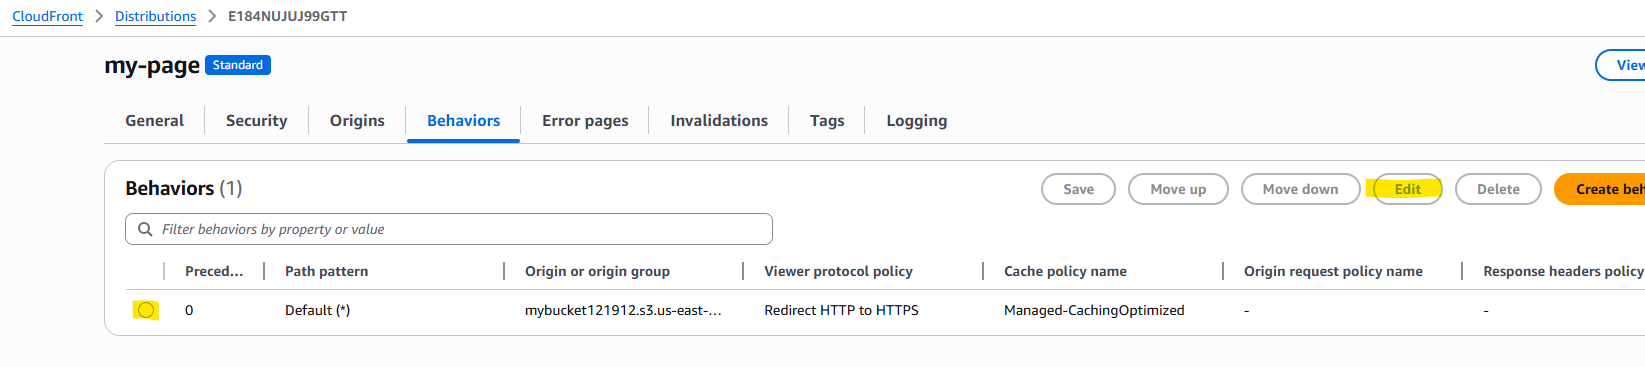 CloudFront > Distributions > E184NUJUJ99GTT
my-page Standard View
General Security Origins Behaviors Error pages Invalidations Tags Logging
Behaviors (1) Save Move up Move down Edit Delete Create beh
Filter behaviors by property or value
Preced... Path pattern Origin or origin group Viewer protocol policy Cache policy name Origin request policy name Response headers policy
0 Default (*) mybucket121912.s3.us-east-... Redirect HTTP to HTTPS Managed-CachingOptimized - -